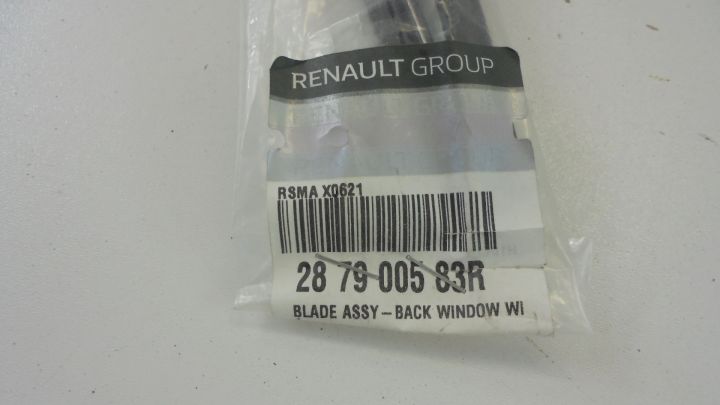 RENAULT GROUP
RSMA X0621
28 79 005 83R
BLADE ASSY-BACK WINDOW WI